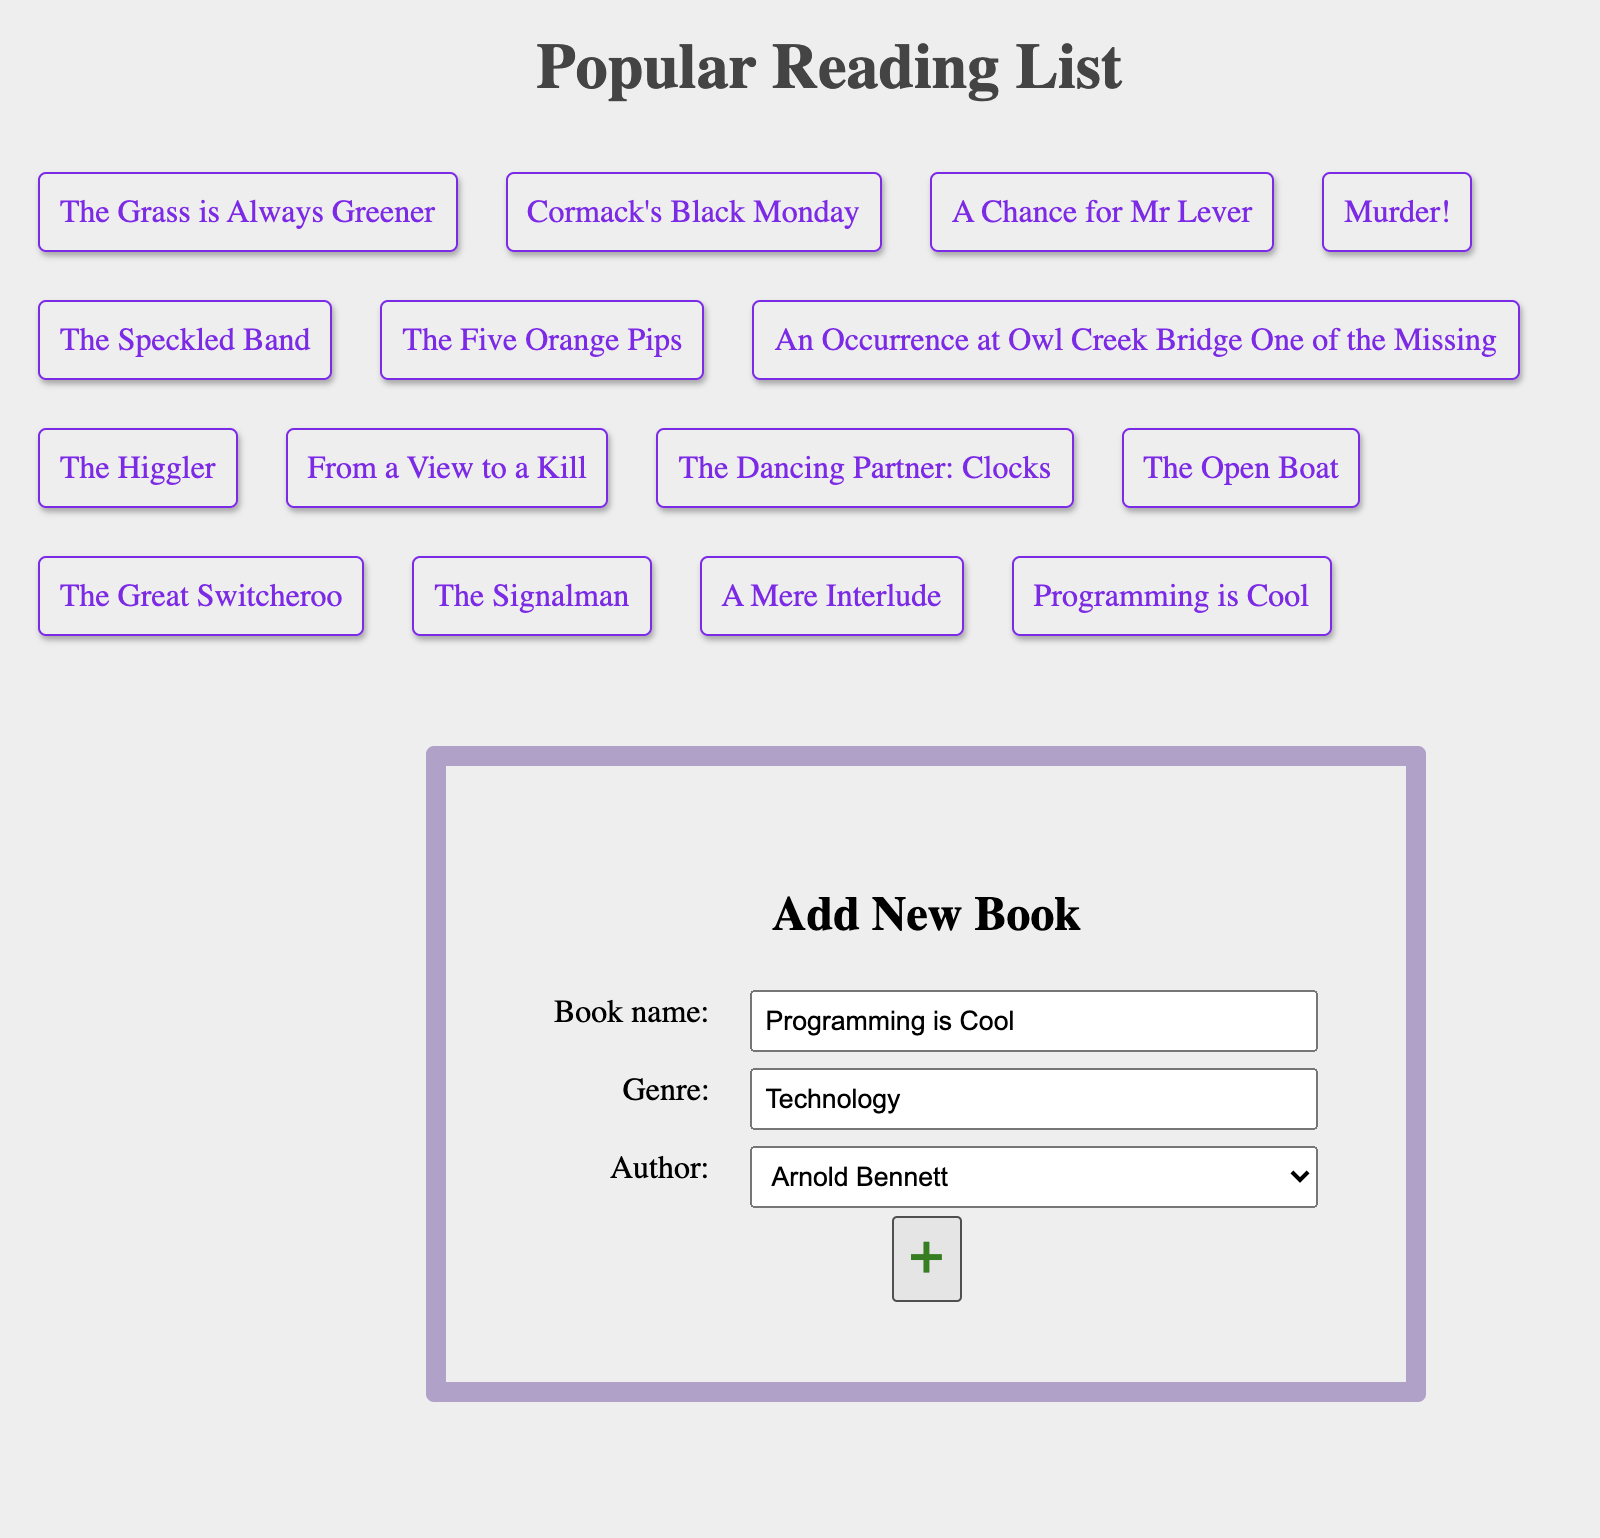 Popular Reading List
The Grass is Always Greener
Cormack's Black Monday
A Chance for Mr Lever
Murder!
The Speckled Band
The Five Orange Pips
An Occurrence at Owl Creek Bridge One of the Missing
The Higgler
From a View to a Kill
The Dancing Partner: Clocks
The Open Boat
The Great Switcheroo
The Signalman
A Mere Interlude
Programming is Cool
Add New Book
Book name: Programming is Cool
Genre: Technology
Author: Arnold Bennett
+